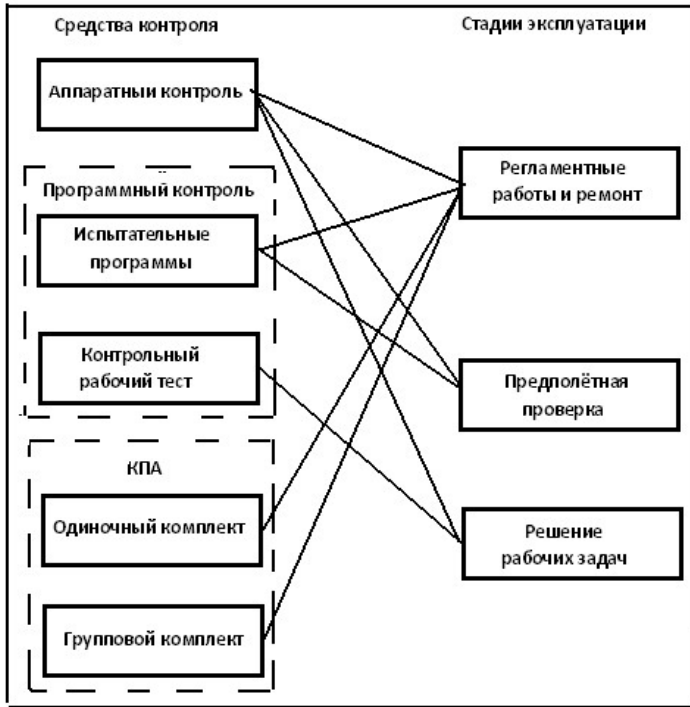 Средства контроля
Стадии эксплуатации
Аппаратный контроль
Регламентные
работы и ремонт
Программный контроль
Испытательные
программы
Контрольный
рабочий тест
Предполётная
проверка
КПА
Одиночный комплект
Решение
рабочих задач
Групповой комплект